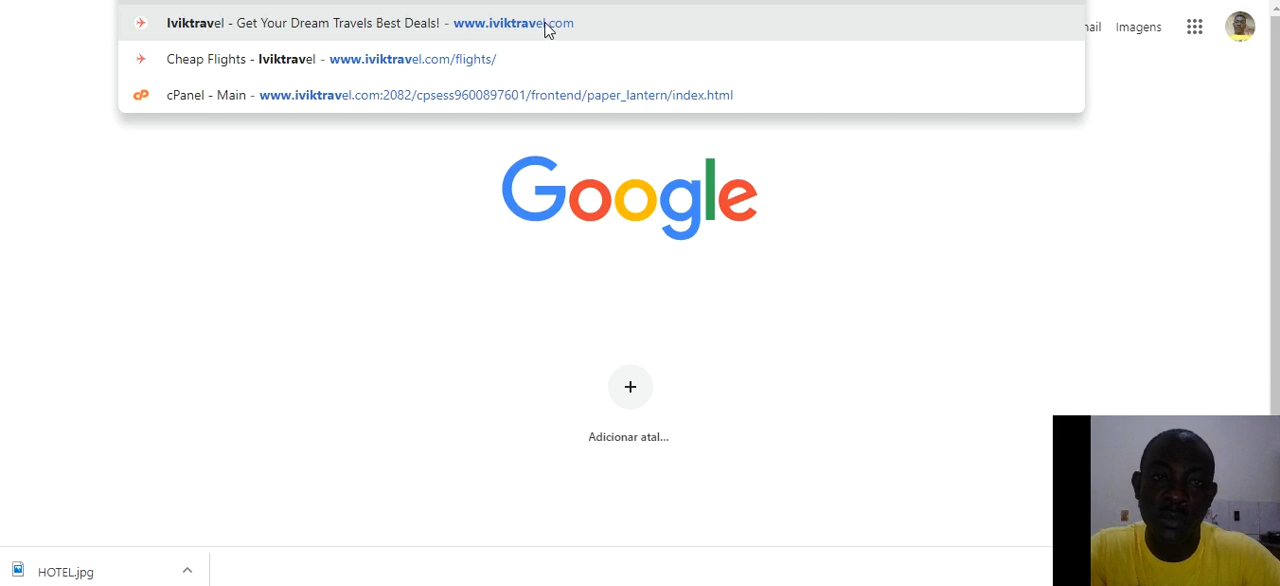 Iviktravel - Get Your Dream Travels Best Deals! - www.iviktravel.com
Imagens
Cheap Flights - Iviktravel - www.iviktravel.com/flights/
cPanel - Main - www.iviktravel.com:2082/cpsess9600897601/frontend/paper_lantern/index.html
Google
Adicionar atal...
HOTEL.jpg